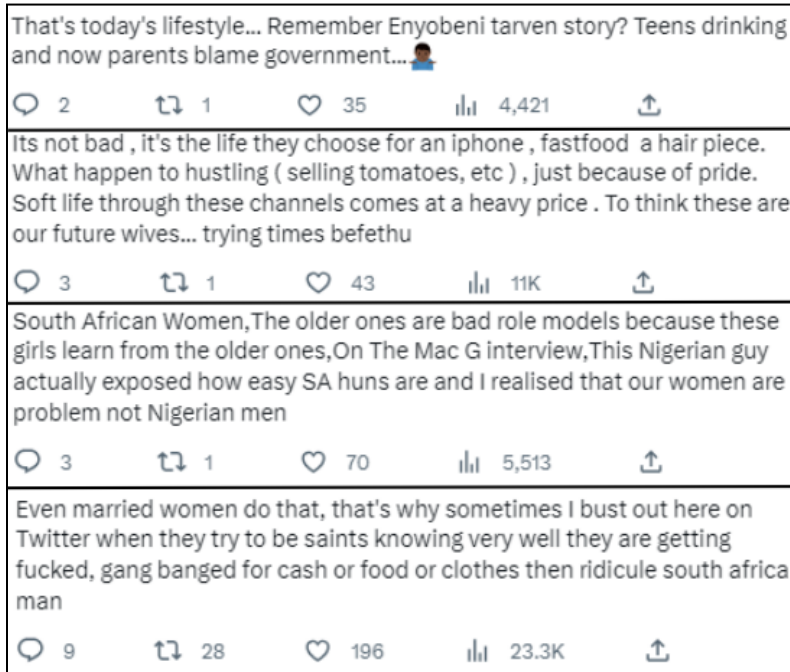 That's today's lifestyle... Remember Enyobeni tarven story? Teens drinking
and now parents blame government...🤷🏿‍♂️
2 1 35 4,421
Its not bad , it's the life they choose for an iphone , fastfood  a hair piece.
What happen to hustling ( selling tomatoes, etc ) , just because of pride.
Soft life through these channels comes at a heavy price . To think these are
our future wives... trying times befethu
3 1 43 11K
South African Women,The older ones are bad role models because these
girls learn from the older ones,On The Mac G interview,This Nigerian guy
actually exposed how easy SA huns are and I realised that our women are
problem not Nigerian men
3 1 70 5,513
Even married women do that, that's why sometimes I bust out here on
Twitter when they try to be saints knowing very well they are getting
fucked, gang banged for cash or food or clothes then ridicule south africa
man
9 28 196 23.3K